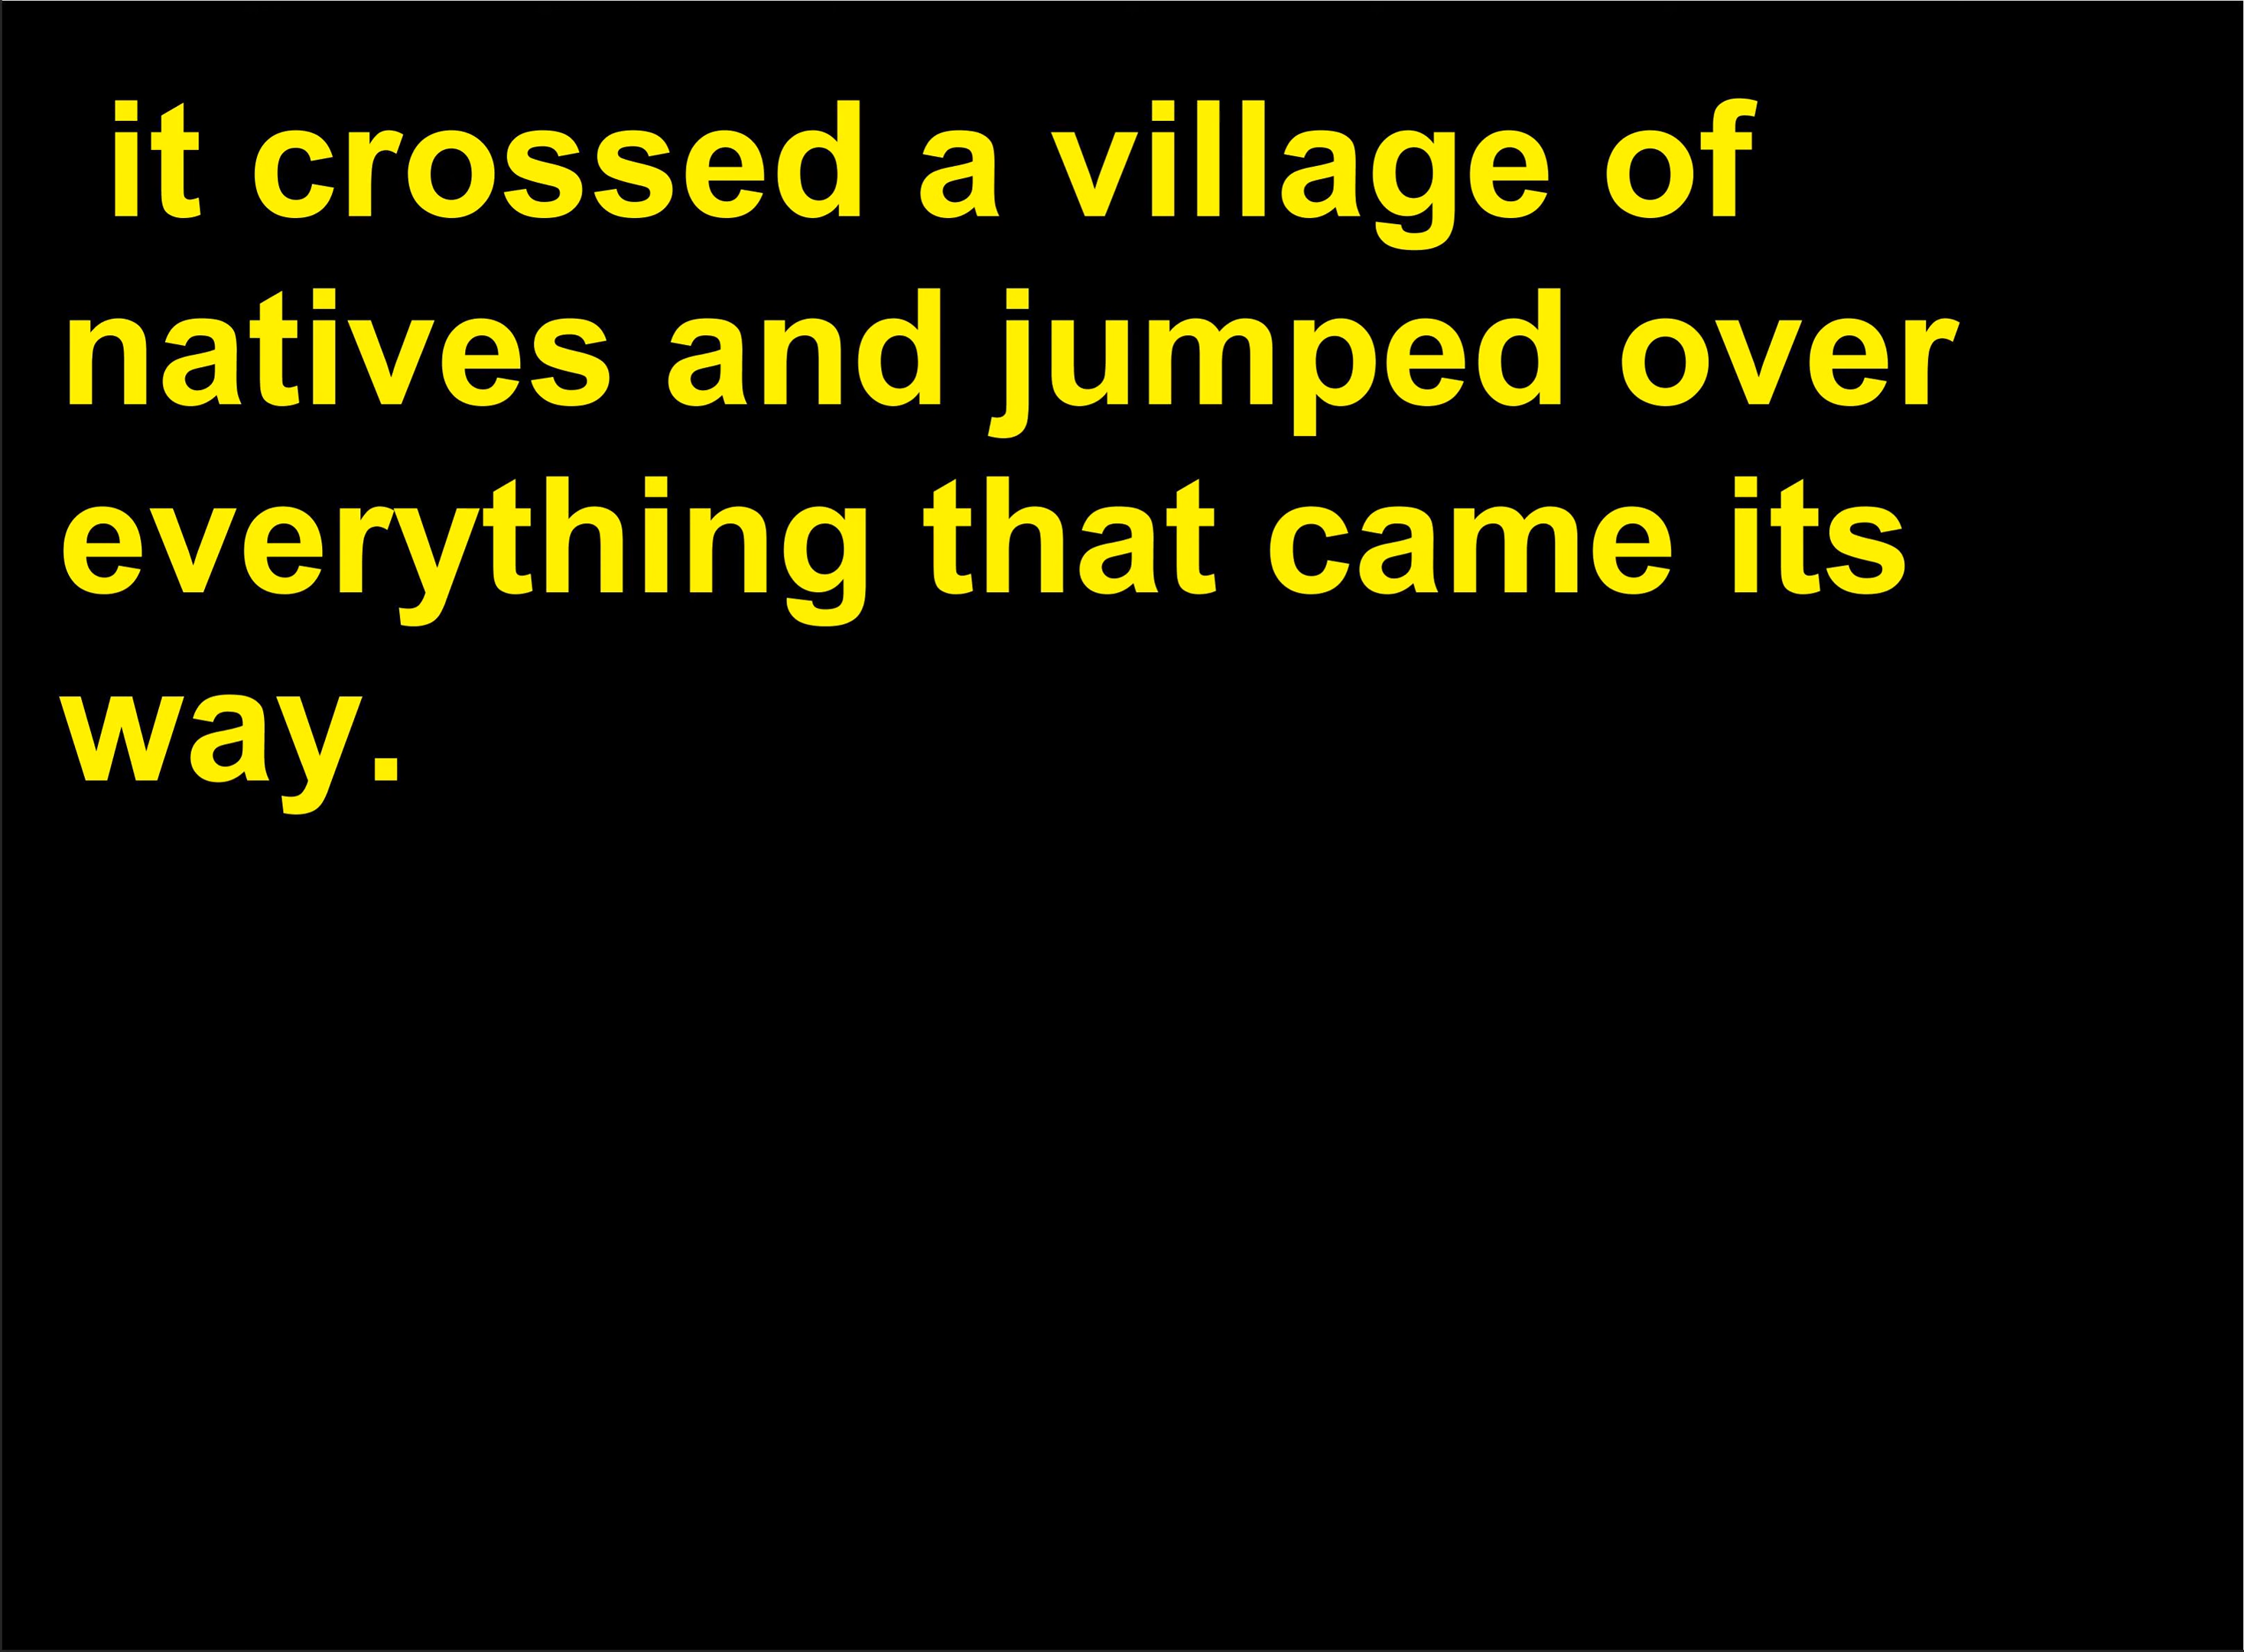 it crossed a village of
natives and jumped over
everything that came its
way.